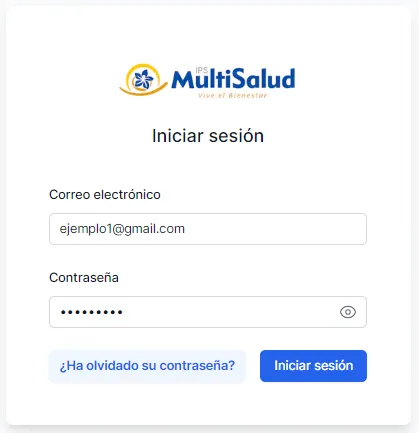 IPS
MultiSalud
Vive el Bienestar
Iniciar sesión
Correo electrónico
ejemplo1@gmail.com
Contraseña
•••••••••
¿Ha olvidado su contraseña? Iniciar sesión